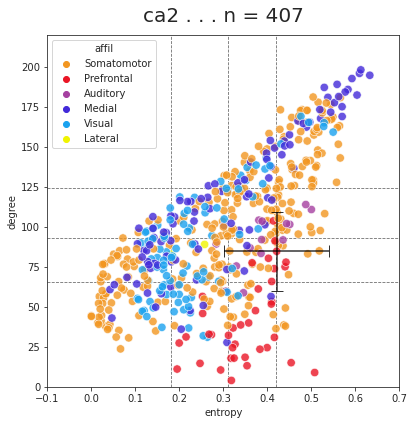 ca2 . . . n = 407
affil
Somatomotor
Prefrontal
Auditory
Medial
Visual
Lateral
degree
200
175
150
125
100
75
50
25
0
-0.1 0.0 0.1 0.2 0.3 0.4 0.5 0.6 0.7
entropy